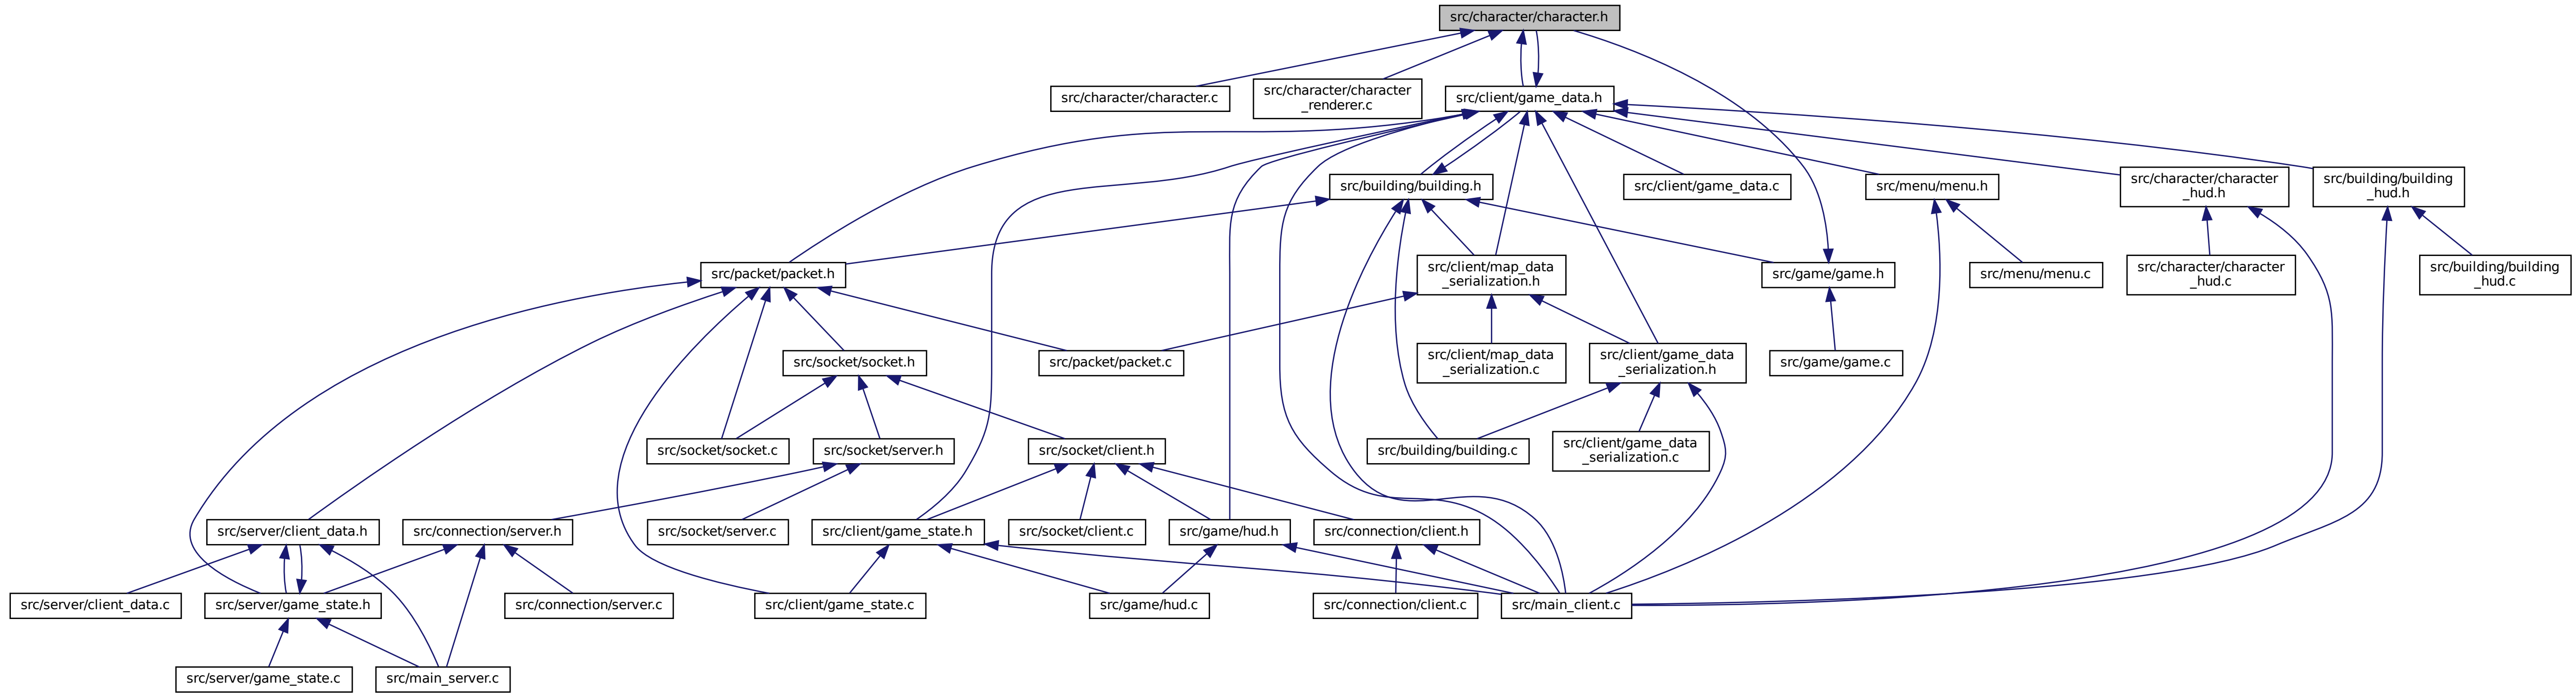 src/character/character.h
src/character/character.c
src/character/character
_renderer.c
src/client/game_data.h
src/building/building.h
src/client/game_data.c
src/menu/menu.h
src/character/character
_hud.h
src/building/building
_hud.h
src/packet/packet.h
src/client/map_data
_serialization.h
src/game/game.h
src/menu/menu.c
src/character/character
_hud.c
src/building/building
_hud.c
src/socket/socket.h
src/packet/packet.c
src/client/map_data
_serialization.c
src/client/game_data
_serialization.h
src/game/game.c
src/socket/socket.c
src/socket/server.h
src/socket/client.h
src/building/building.c
src/client/game_data
_serialization.c
src/server/client_data.h
src/connection/server.h
src/socket/server.c
src/client/game_state.h
src/socket/client.c
src/game/hud.h
src/connection/client.h
src/server/client_data.c
src/server/game_state.h
src/connection/server.c
src/client/game_state.c
src/game/hud.c
src/connection/client.c
src/main_client.c
src/server/game_state.c
src/main_server.c